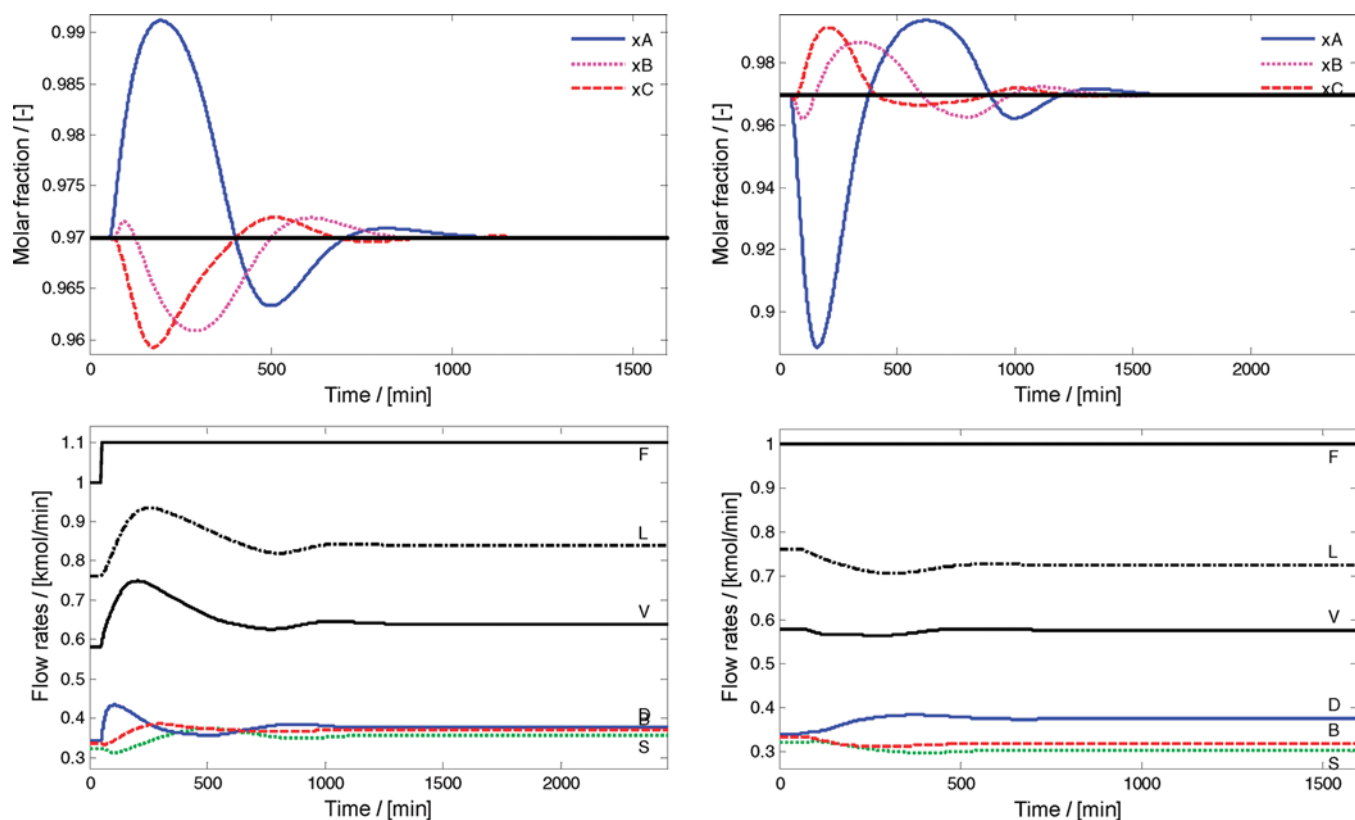 0.99
0.985
0.98
0.975
0.97
0.965
0.96
Molar fraction / [-]
xA
xB
xC
0
500
1000
1500
Time / [min]
0.98
0.96
0.94
0.92
0.9
Molar fraction / [-]
xA
xB
xC
0
500
1000
1500
2000
Time / [min]
1.1
1
0.9
0.8
0.7
0.6
0.5
0.4
0.3
Flow rates / [kmol/min]
F
L
V
D
B
S
0
500
1000
1500
2000
Time / [min]
1
0.9
0.8
0.7
0.6
0.5
0.4
0.3
Flow rates / [kmol/min]
F
L
V
D
B
S
0
500
1000
1500
Time / [min]